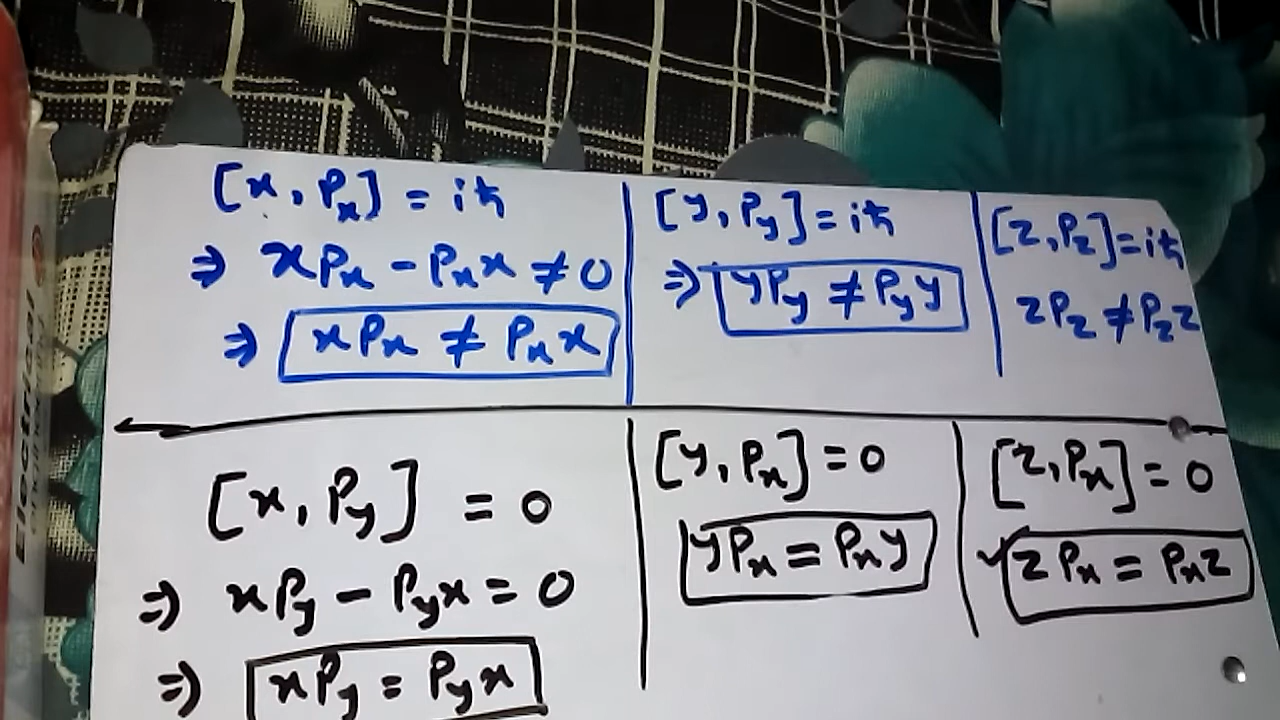 [x, Px] = iħ
⇒ xPx - Pxx ≠ 0
⇒ xPx ≠ Pxx
[y, Py] = iħ
⇒ yPy ≠ Pyy
[z, Pz] = iħ
zPz ≠ Pzz
[x, Py] = 0
⇒ xPy - Pyx = 0
⇒ xPy = Pyx
[y, Px] = 0
yPx = Pxy
[z, Px] = 0
zPx = Pxz
Electrical